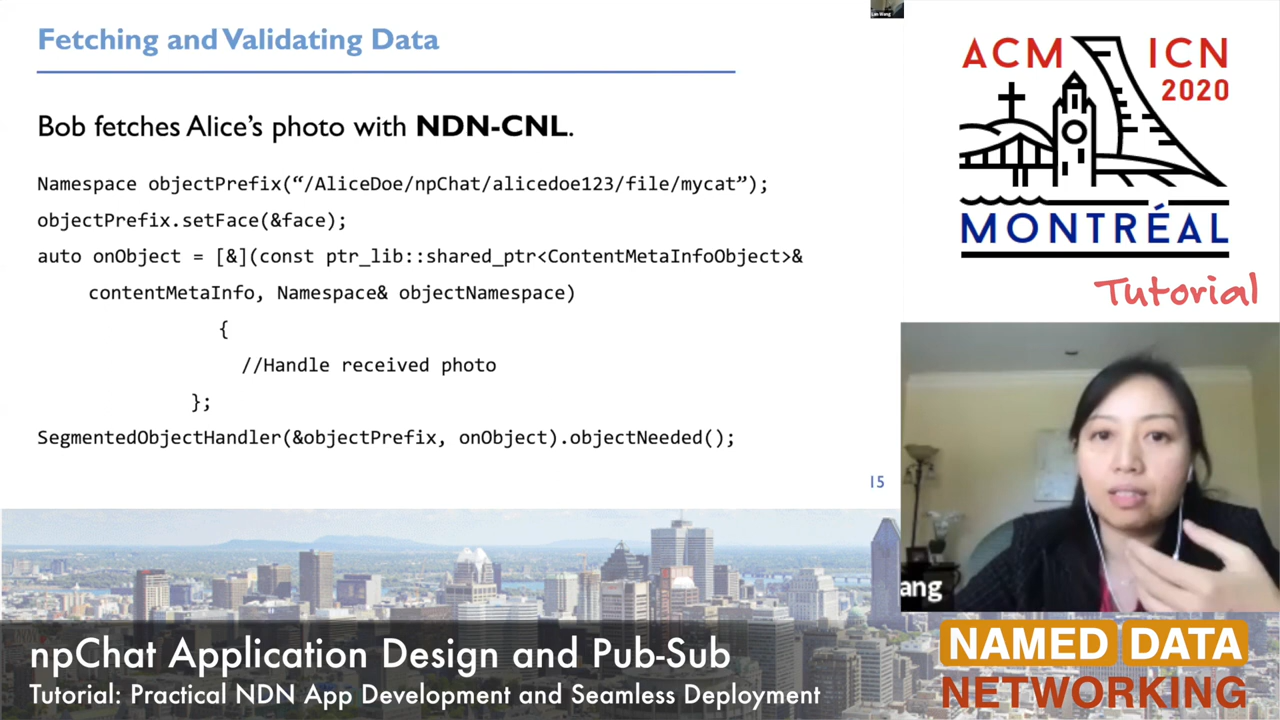 Fetching and Validating Data
Bob fetches Alice's photo with NDN-CNL.
Namespace objectPrefix(“/AliceDoe/npChat/alicedoe123/file/mycat”);
objectPrefix.setFace(&face);
auto onObject = [&](const ptr_lib::shared_ptr<ContentMetaInfoObject>&
contentMetaInfo, Namespace& objectNamespace)
{
//Handle received photo
};
SegmentedObjectHandler(&objectPrefix, onObject).objectNeeded();
15
ACM ICN
2020
MONTRÉAL
Tutorial
ang
npChat Application Design and Pub-Sub
Tutorial: Practical NDN App Development and Seamless Deployment
NAMED DATA
NETWORKING